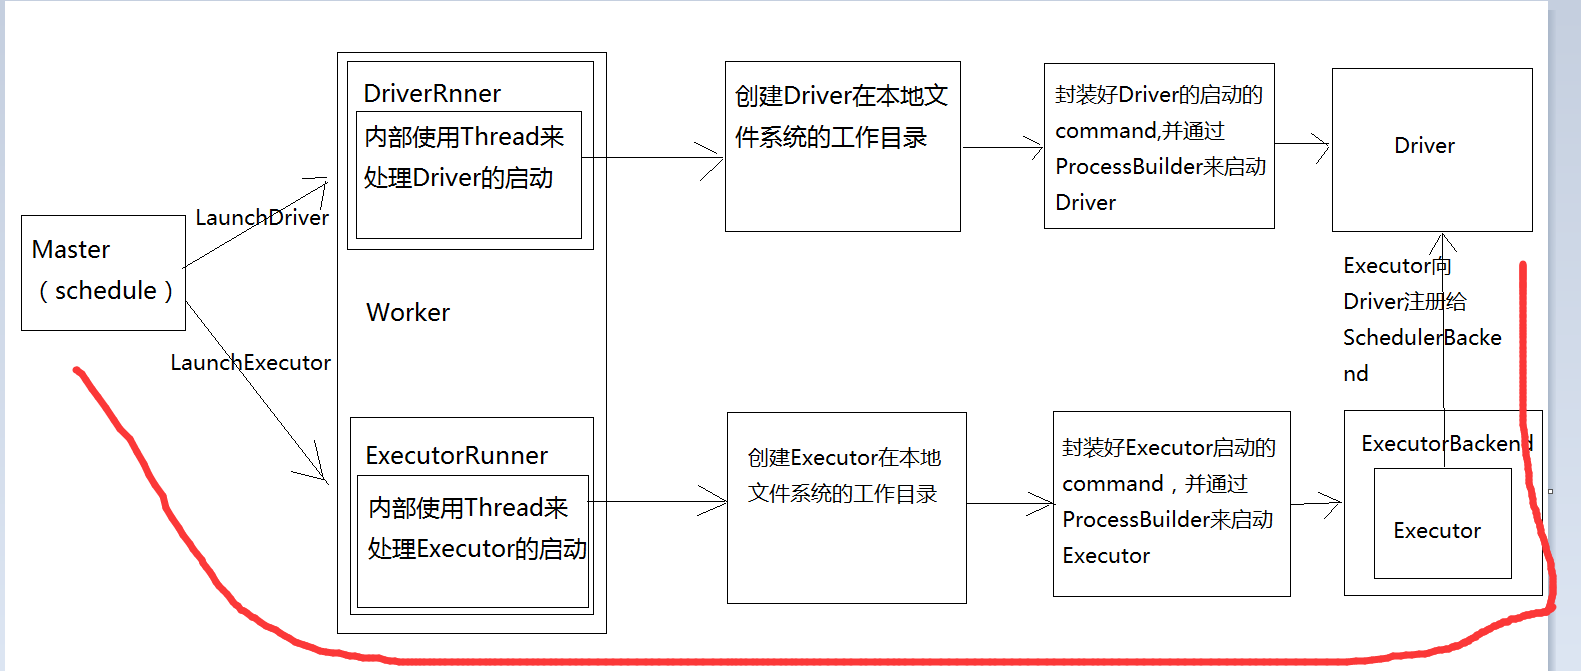 Master
（schedule）
LaunchDriver
LaunchExecutor
DriverRnner
内部使用Thread来
处理Driver的启动
Worker
ExecutorRunner
内部使用Thread来
处理Executor的启动
创建Driver在本地文
件系统的工作目录
封装好Driver的启动的
command,并通过
ProcessBuilder来启动
Driver
Driver
Executor向
Driver注册给
SchedulerBacke
nd
创建Executor在本地
文件系统的工作目录
封装好Executor启动的
command，并通过
ProcessBuilder来启动
Executor
ExecutorBackend
Executor